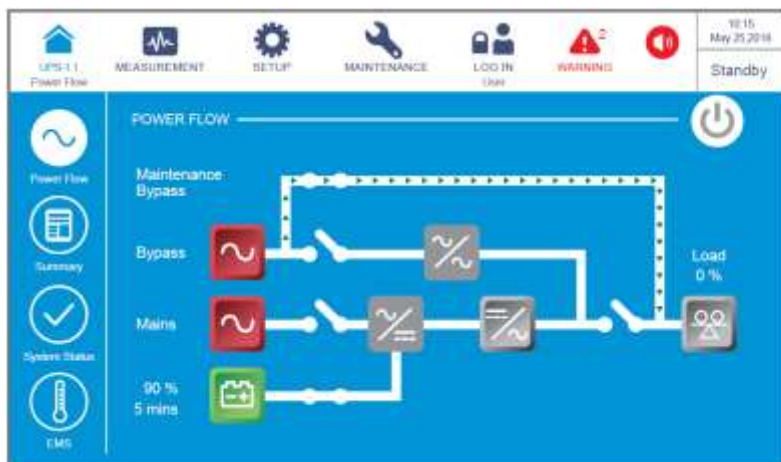 UPS-1.1
Power Flow
MEASUREMENT
SETUP
MAINTENANCE
LOG IN
User
2
WARNING
10:15
May 25,2016
Standby
POWER FLOW
Power Flow
Summary
System Status
EMS
Maintenance
Bypass
Bypass
Mains
90 %
5 mins
Load
0 %